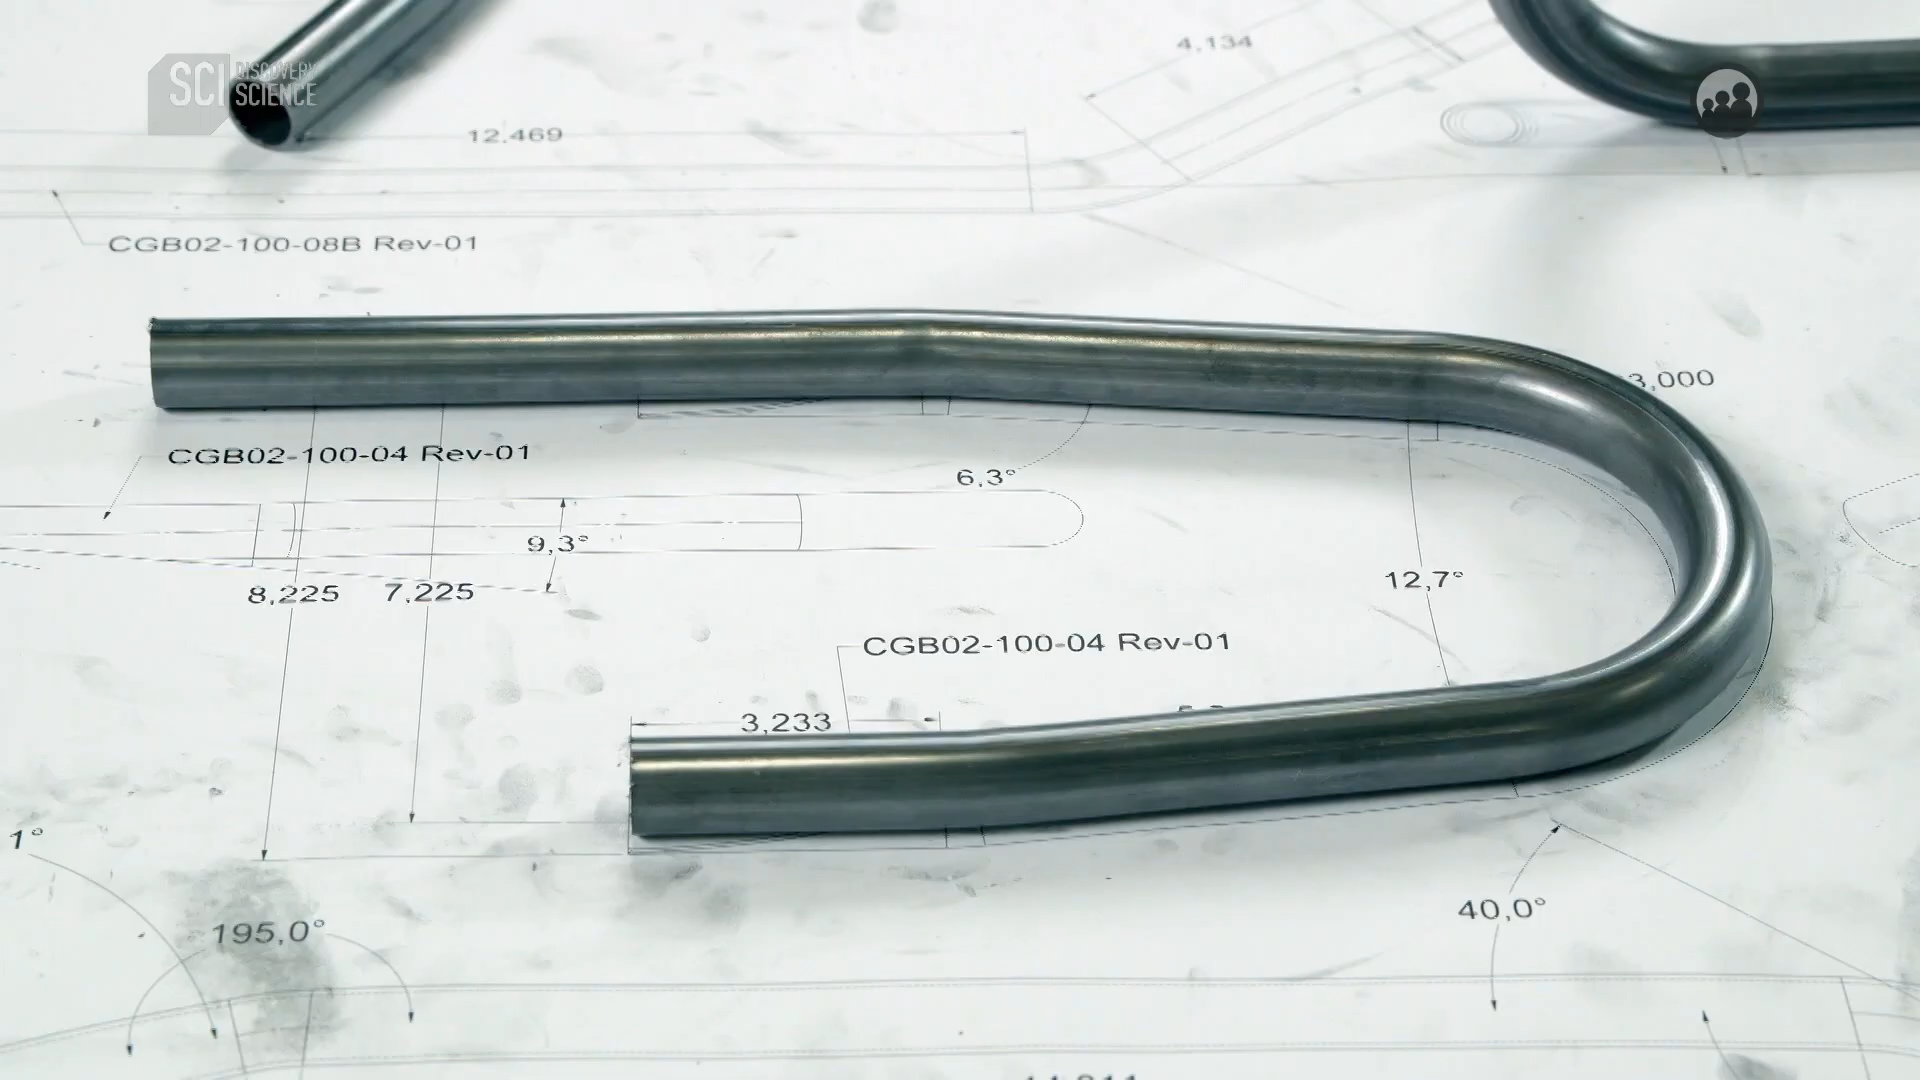 SCI DISCOVERY
SCIENCE
4,134
12,469
CGB02-100-08B Rev-01
3,000
CGB02-100-04 Rev-01
6,3°
9,3°
12,7°
8,225
7,225
CGB02-100-04 Rev-01
3,233
1°
195,0°
40,0°